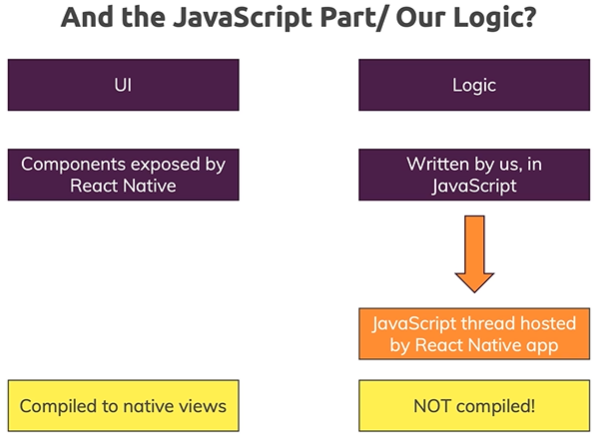 And the JavaScript Part/ Our Logic?
UI
Logic
Components exposed by
React Native
Written by us, in
JavaScript
JavaScript thread hosted
by React Native app
Compiled to native views
NOT compiled!